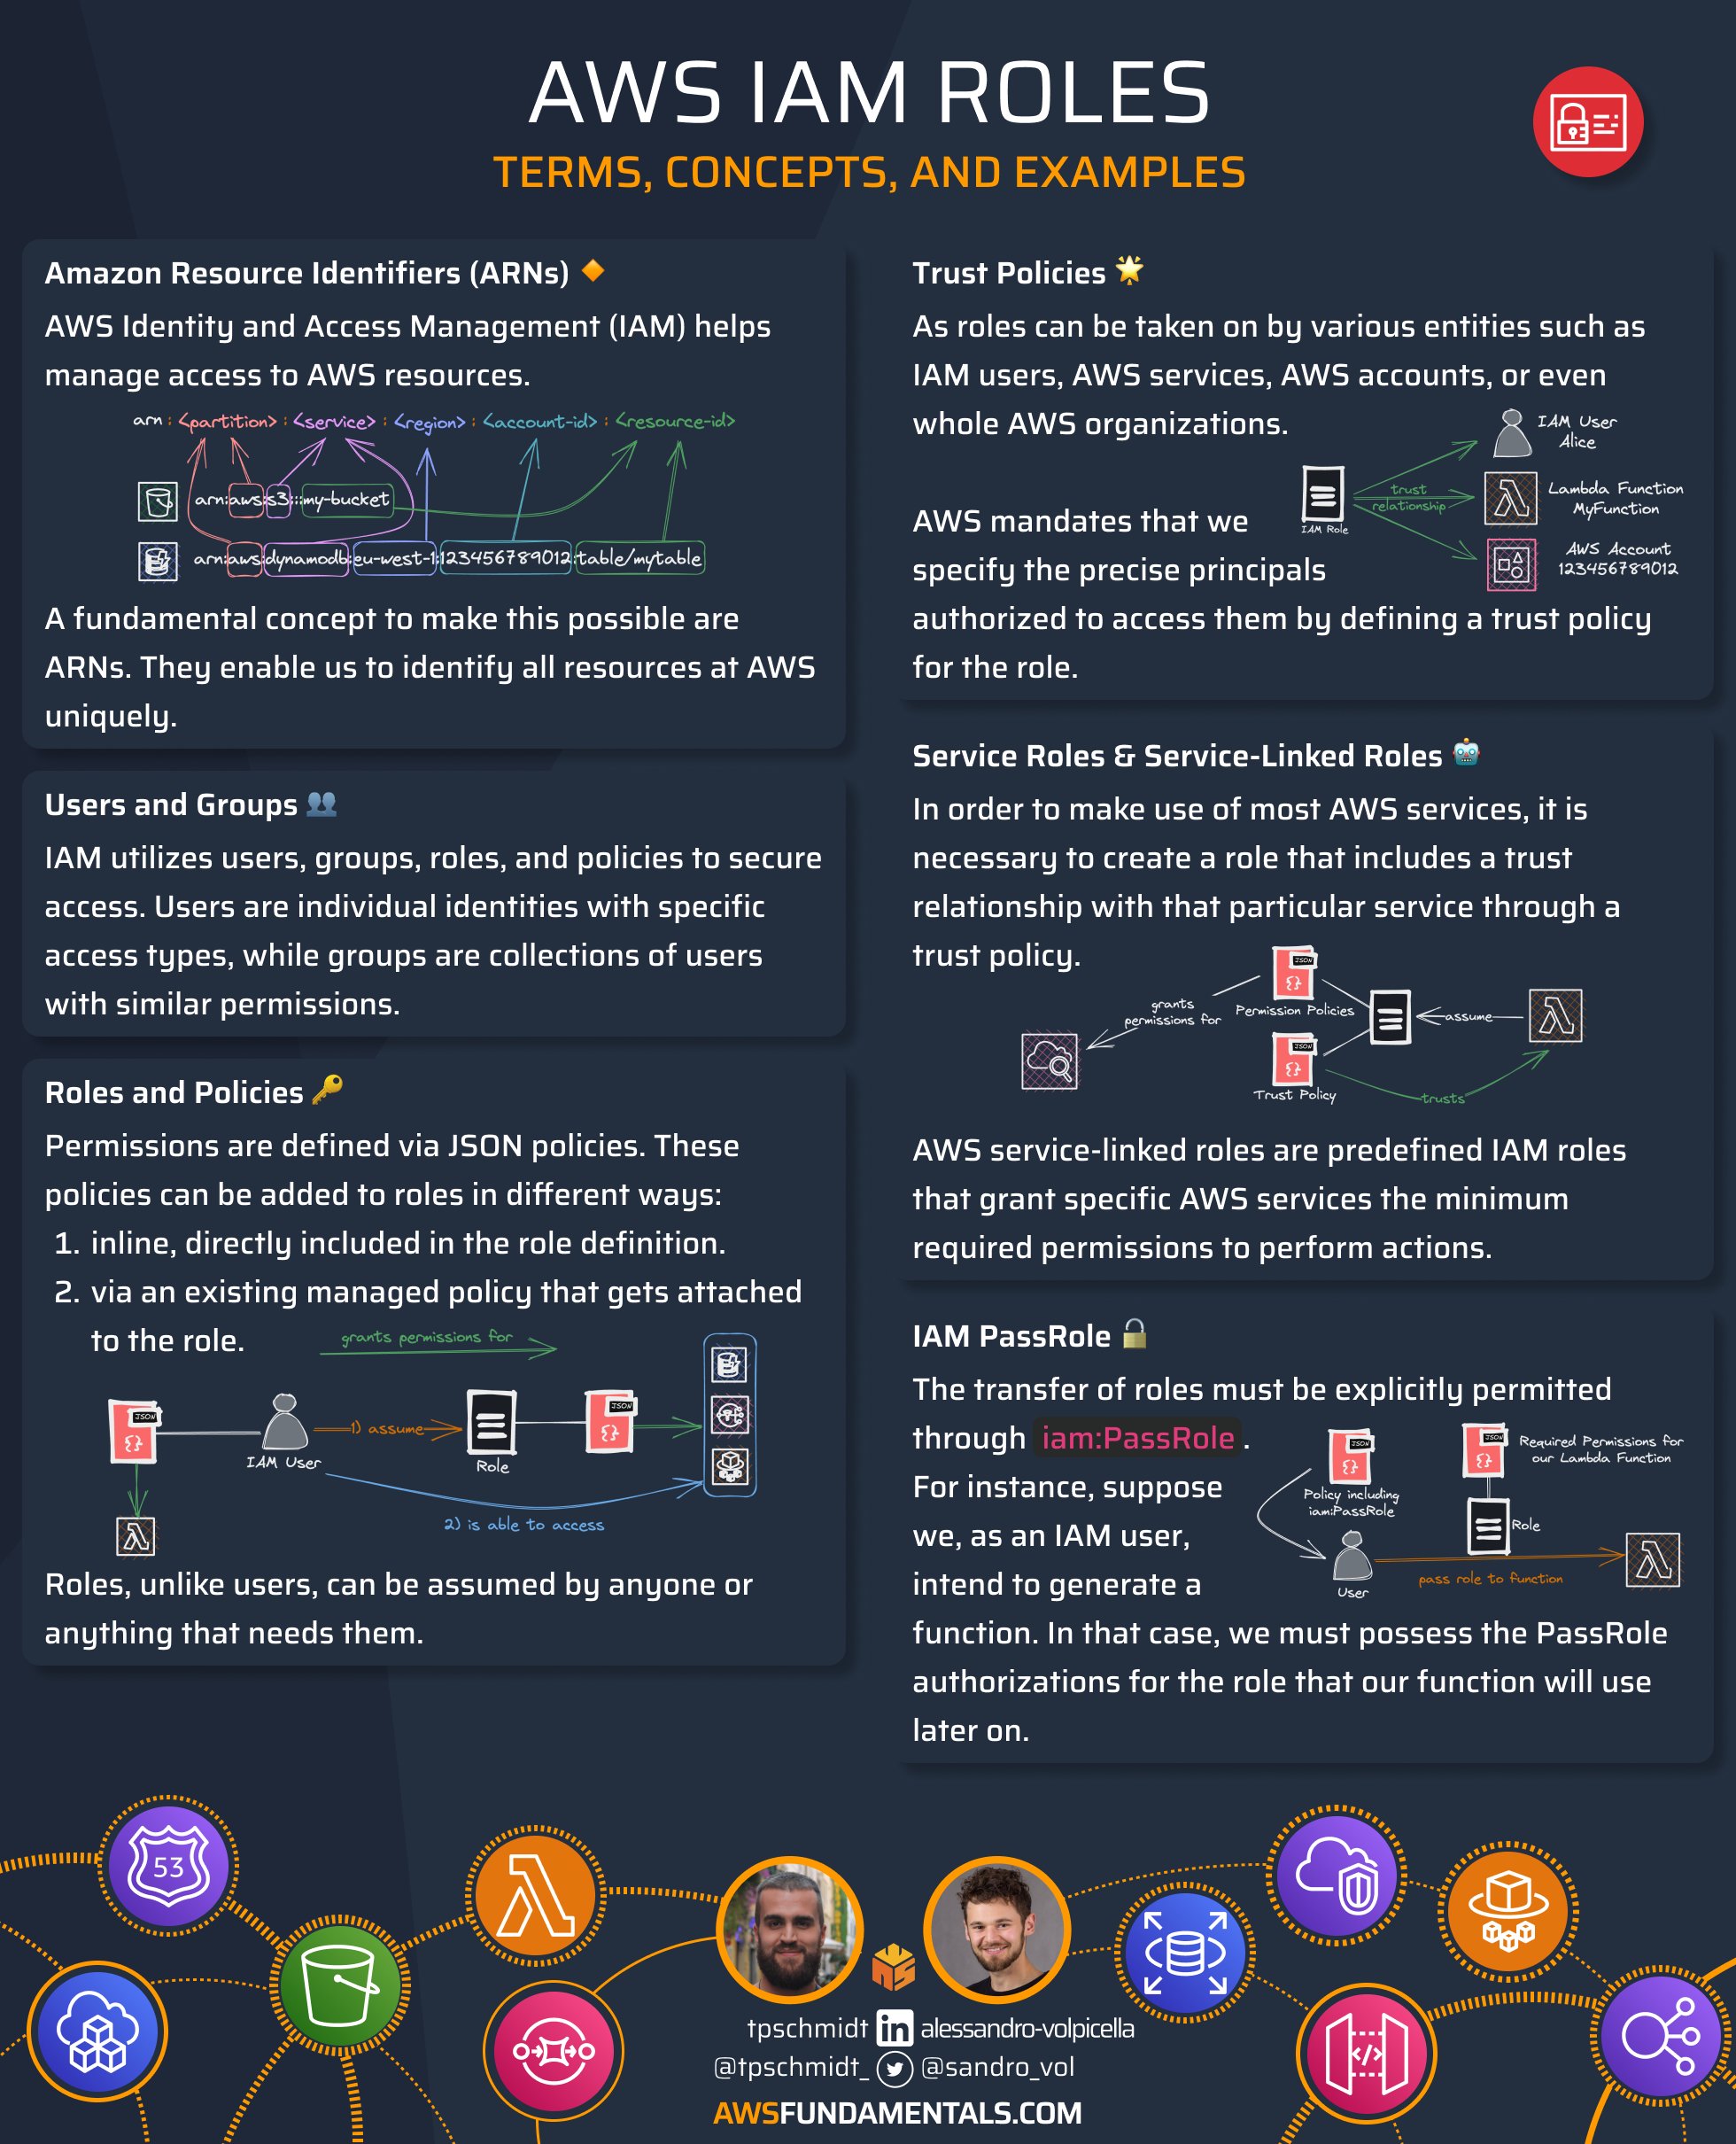 AWS IAM ROLES
TERMS, CONCEPTS, AND EXAMPLES
Amazon Resource Identifiers (ARNs)
AWS Identity and Access Management (IAM) helps
manage access to AWS resources.
arn : <partition> : <service> : <region> : <account-id> : <resource-id>
arn:aws:s3:::my-bucket
arn:aws:dynamodb:eu-west-1:123456789012:table/mytable
A fundamental concept to make this possible are
ARNs. They enable us to identify all resources at AWS
uniquely.
Users and Groups
IAM utilizes users, groups, roles, and policies to secure
access. Users are individual identities with specific
access types, while groups are collections of users
with similar permissions.
Roles and Policies
Permissions are defined via JSON policies. These
policies can be added to roles in different ways:
1. inline, directly included in the role definition.
2. via an existing managed policy that gets attached
to the role.
grants permissions for
JSON
{}
IAM User
1) assume
Role
JSON
{}
2) is able to access
Roles, unlike users, can be assumed by anyone or
anything that needs them.
Trust Policies
As roles can be taken on by various entities such as
IAM users, AWS services, AWS accounts, or even
whole AWS organizations.
IAM User
Alice
trust
relationship
IAM Role
Lambda Function
MyFunction
AWS Account
123456789012
AWS mandates that we
specify the precise principals
authorized to access them by defining a trust policy
for the role.
Service Roles & Service-Linked Roles
In order to make use of most AWS services, it is
necessary to create a role that includes a trust
relationship with that particular service through a
trust policy.
JSON
{}
grants
permissions for
Permission Policies
assume
JSON
{}
Trust Policy
trusts
AWS service-linked roles are predefined IAM roles
that grant specific AWS services the minimum
required permissions to perform actions.
IAM PassRole
The transfer of roles must be explicitly permitted
through iam:PassRole.
For instance, suppose
we, as an IAM user,
intend to generate a
function. In that case, we must possess the PassRole
authorizations for the role that our function will use
later on.
JSON
{}
Policy including
iam:PassRole
JSON
{}
Required Permissions for
our Lambda Function
Role
User
pass role to function
53
</>
tpschmidt in alessandro-volpicella
@tpschmidt_ @sandro_vol
AWSFUNDAMENTALS.COM